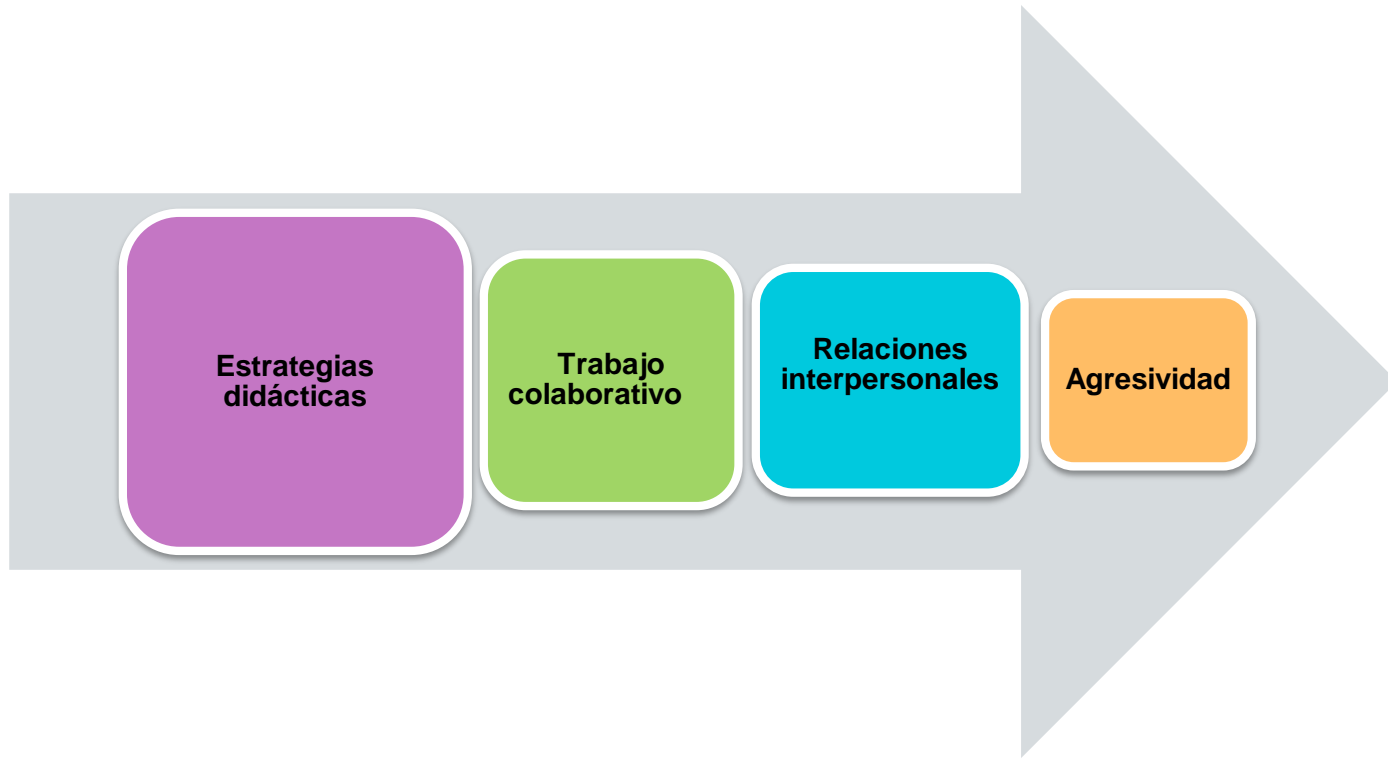 Estrategias
didácticas
Trabajo
colaborativo
Relaciones
interpersonales
Agresividad